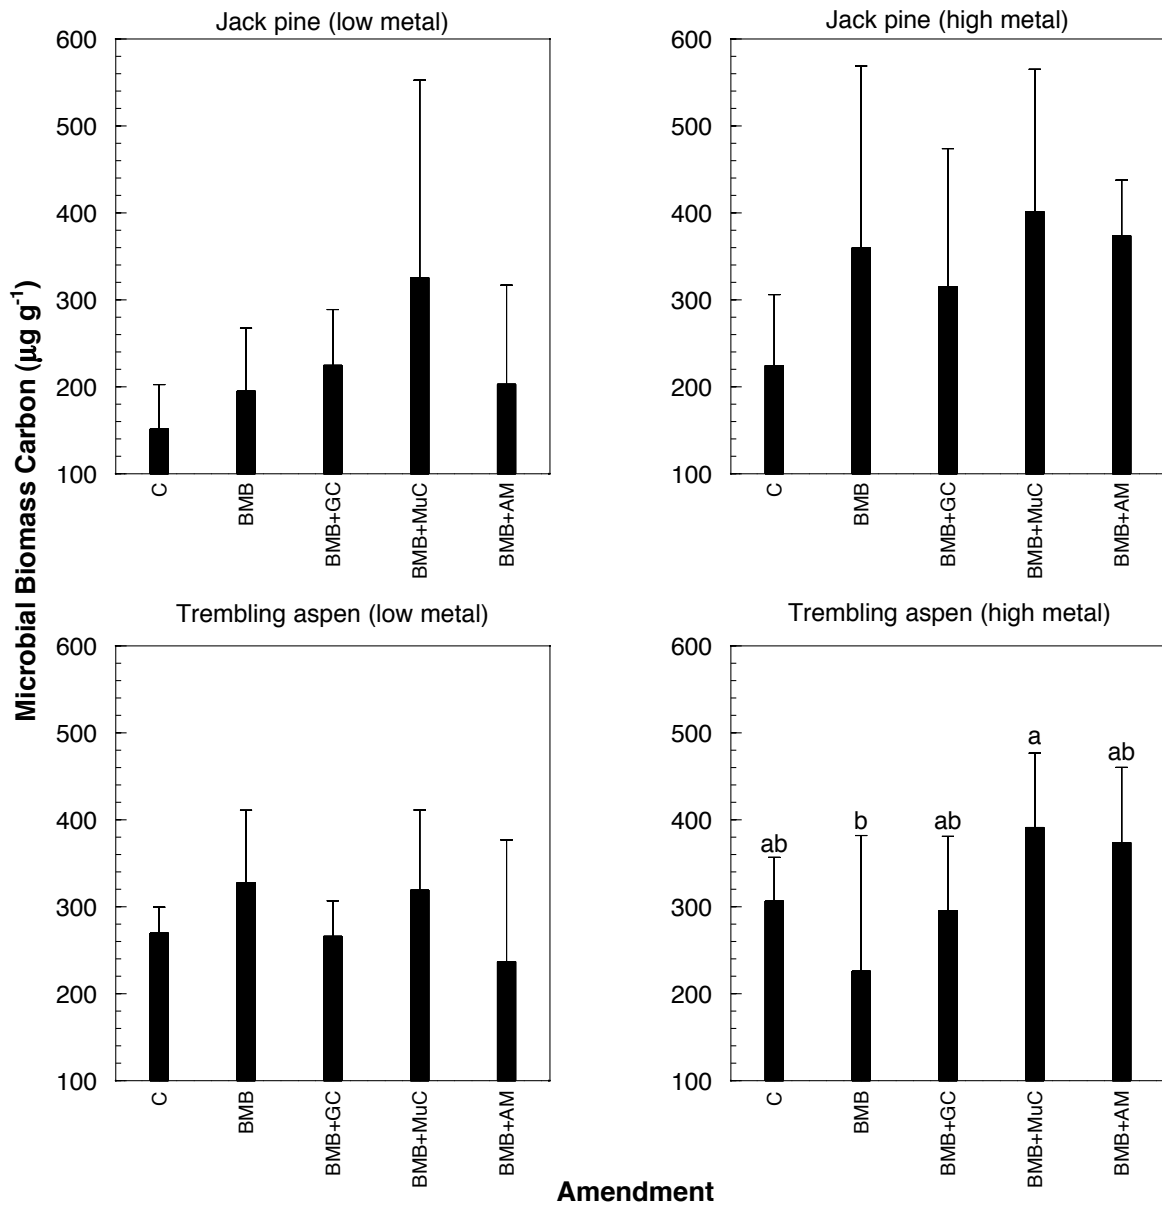 Jack pine (low metal)
600
500
400
300
200
100
C
BMB
BMB+GC
BMB+MuC
BMB+AM
Jack pine (high metal)
600
500
400
300
200
100
C
BMB
BMB+GC
BMB+MuC
BMB+AM
Microbial Biomass Carbon (µg g-1)
Trembling aspen (low metal)
600
500
400
300
200
100
C
BMB
BMB+GC
BMB+MuC
BMB+AM
Trembling aspen (high metal)
600
500
400
300
200
100
ab
b
ab
a
ab
C
BMB
BMB+GC
BMB+MuC
BMB+AM
Amendment